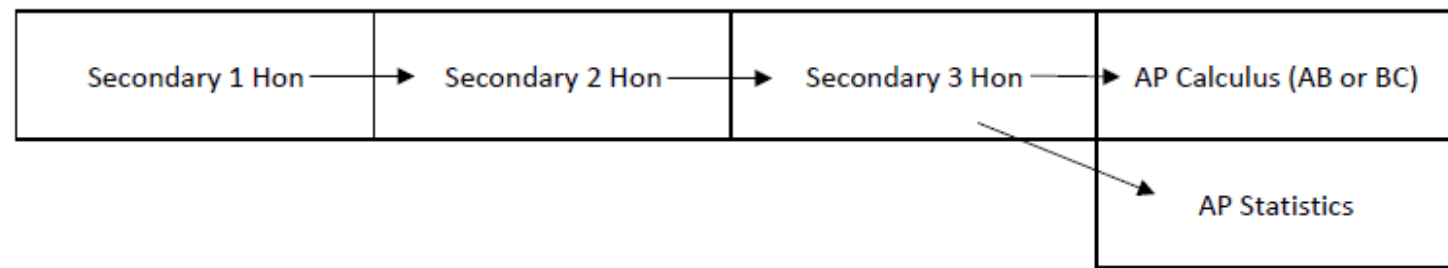 Secondary 1 Hon
Secondary 2 Hon
Secondary 3 Hon
AP Calculus (AB or BC)
AP Statistics